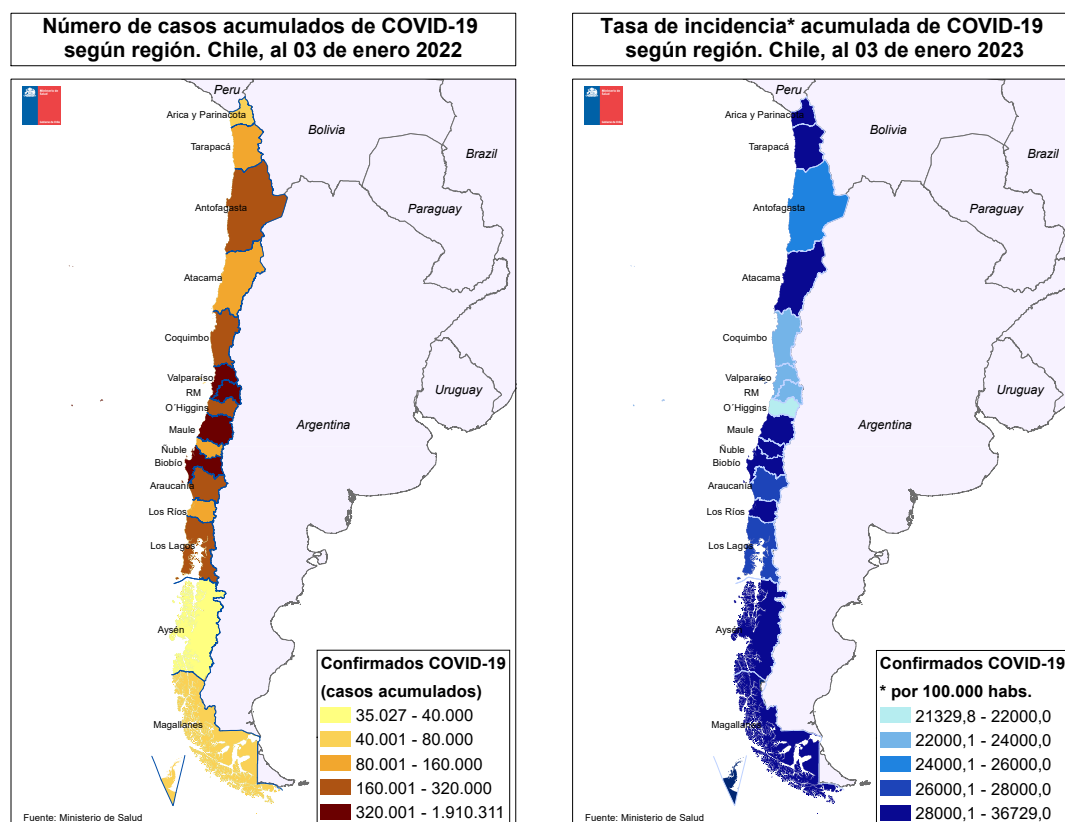 Número de casos acumulados de COVID-19
según región. Chile, al 03 de enero 2022
Peru
Arica y Parinacota
Bolivia
Tarapacá
Brazil
Antofagasta
Paraguay
Atacama
Coquimbo
Valparaíso
RM
Uruguay
O´Higgins
Argentina
Maule
Ñuble
Biobío
Araucanía
Los Ríos
Los Lagos
Aysén
Magallanes
Confirmados COVID-19
(casos acumulados)
35.027 - 40.000
40.001 - 80.000
80.001 - 160.000
160.001 - 320.000
320.001 - 1.910.311
Fuente: Ministerio de Salud
Tasa de incidencia* acumulada de COVID-19
según región. Chile, al 03 de enero 2023
Peru
Arica y Parinacota
Bolivia
Tarapacá
Brazil
Antofagasta
Paraguay
Atacama
Coquimbo
Valparaíso
RM
Uruguay
O´Higgins
Argentina
Maule
Ñuble
Biobío
Araucanía
Los Ríos
Los Lagos
Aysén
Magallanes
Confirmados COVID-19
* por 100.000 habs.
21329,8 - 22000,0
22000,1 - 24000,0
24000,1 - 26000,0
26000,1 - 28000,0
28000,1 - 36729,0
Fuente: Ministerio de Salud